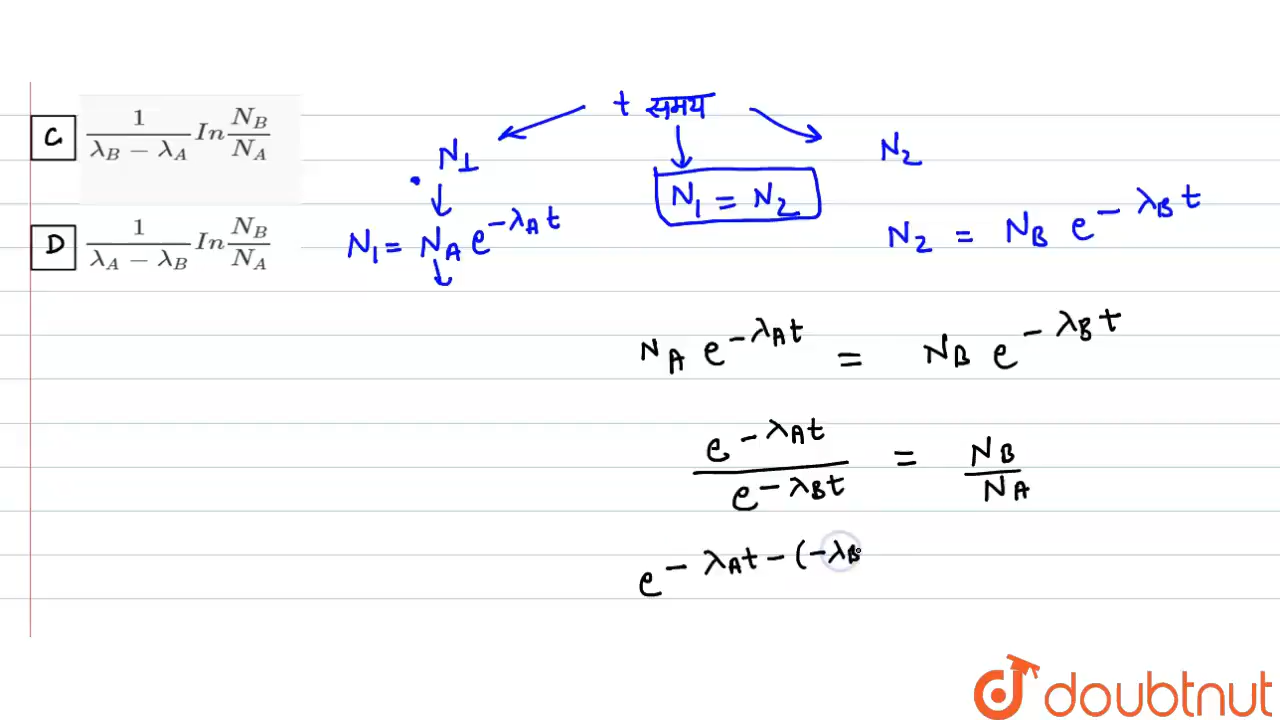 t समय
C 1/(λ_B − λ_A) In N_B/N_A
N₁ N₂
N₁ = N₂
D 1/(λ_A − λ_B) In N_B/N_A
N₁ = N_A e^(−λ_A t) N₂ = N_B e^(−λ_B t)
N_A e^(−λ_A t) = N_B e^(−λ_B t)
e^(−λ_A t)/e^(−λ_B t) = N_B/N_A
e^(−λ_A t − (−λ_B
doubtnut